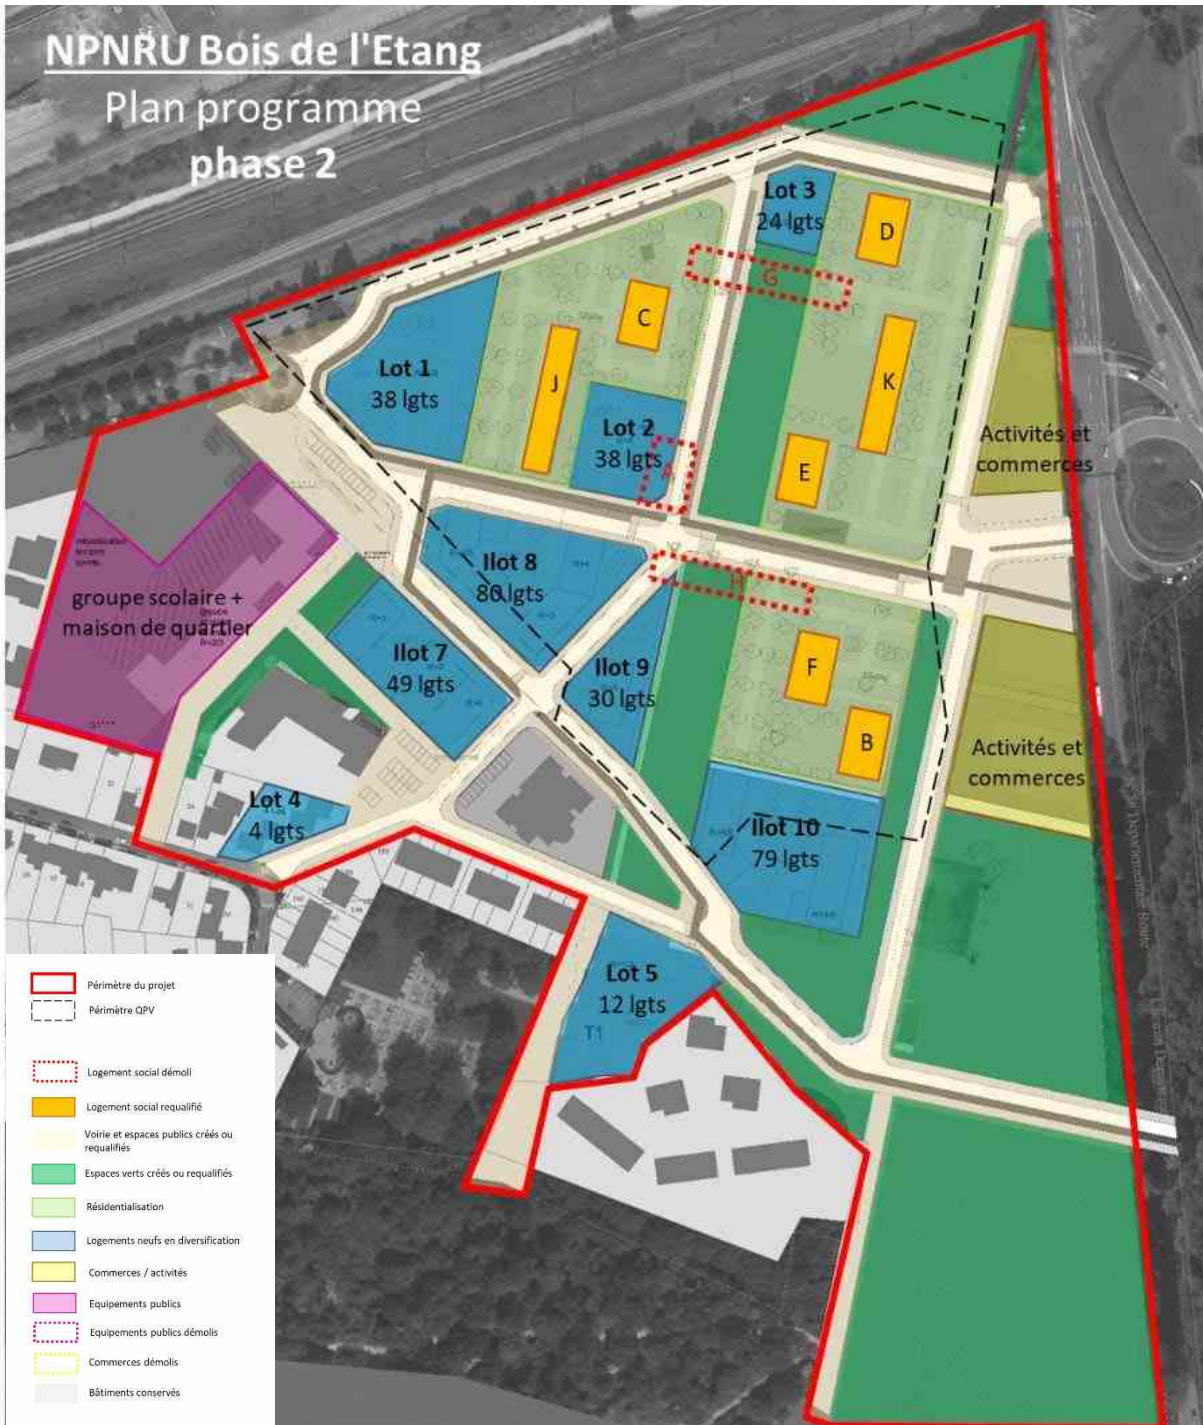 NPNRU Bois de l'Etang
Plan programme
phase 2
Lot 3
24 lgts
D
G
C
Lot 1
38 lgts
J
K
Lot 2
38 lgts
A
E
Activités et
commerces
Ilot 8
80 lgts
H
groupe scolaire +
maison de quartier
Ilot 7
49 lgts
Ilot 9
30 lgts
F
B
Activités et
commerces
Lot 4
4 lgts
Ilot 10
79 lgts
Lot 5
12 lgts
T1
Périmètre du projet
Périmètre QPV
Logement social démoli
Logement social requalifié
Voirie et espaces publics créés ou
requalifiés
Espaces verts créés ou requalifiés
Résidentialisation
Logements neufs en diversification
Commerces / activités
Equipements publics
Equipements publics démolis
Commerces démolis
Bâtiments conservés